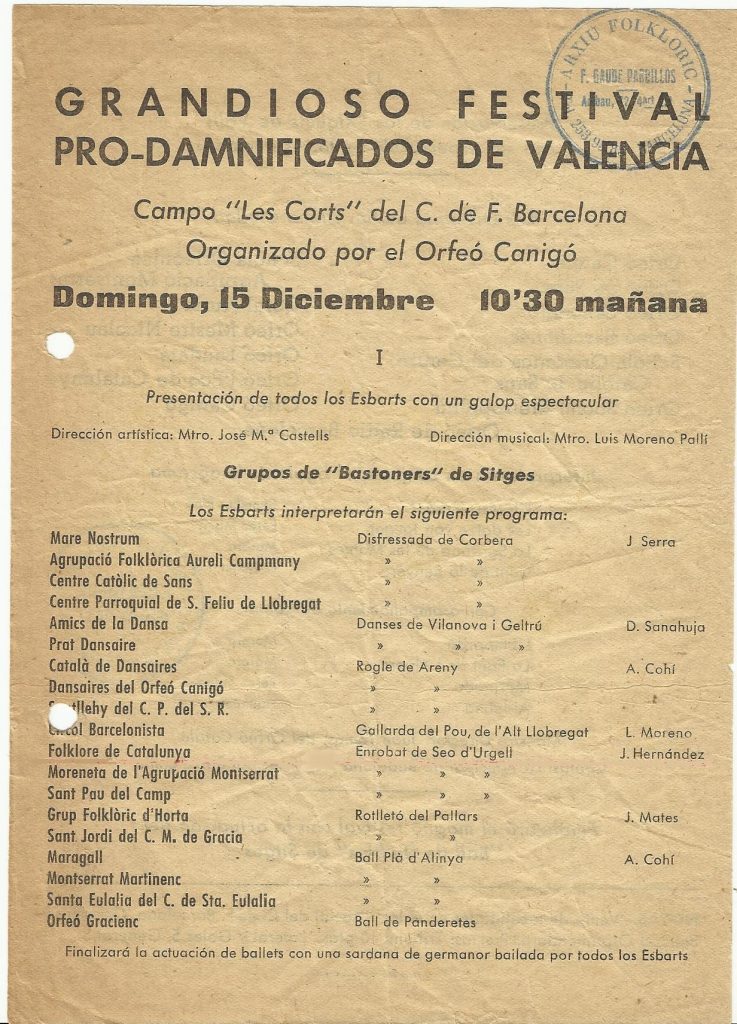 ARXIU FOLKLORIC
BARCELONA
GRANDIOSO FESTIVAL
PRO-DAMNIFICADOS DE VALENCIA
Campo "Les Corts" del C. de F. Barcelona
Organizado por el Orfeó Canigó
Domingo, 15 Diciembre 10'30 mañana
I
Presentación de todos los Esbarts con un galop espectacular
Dirección artística: Mtro. José M.ª Castells Dirección musical: Mtro. Luis Moreno Pallí
Grupos de "Bastoners" de Sitges
Los Esbarts interpretarán el siguiente programa:
Mare Nostrum Disfressada de Corbera J Serra
Agrupació Folklòrica Aureli Campmany » »
Centre Catòlic de Sans » »
Centre Parroquial de S. Feliu de Llobregat » »
Amics de la Dansa Danses de Vilanova i Geltrú D. Sanahuja
Prat Dansaire » » »
Català de Dansaires Rogle de Areny A. Cohí
Dansaires del Orfeó Canigó » »
del C. P. del S. R. » »
Barcelonista Gallarda del Pou, de l'Alt Llobregat L. Moreno
Folklore de Catalunya Enrobat de Seo d'Urgell J. Hernández
Moreneta de l'Agrupació Montserrat » » »
Sant Pau del Camp » » »
Grup Folklòric d'Horta Rotlletó del Pallars J. Mates
Sant Jordi del C. M. de Gracia » »
Maragall Ball Plà d'Alinya A. Cohí
Montserrat Martinenc » »
Santa Eulalia del C. de Sta. Eulalia » »
Orfeó Gracienc Ball de Panderetes
Finalizará la actuación de ballets con una sardana de germanor bailada por todos los Esbarts